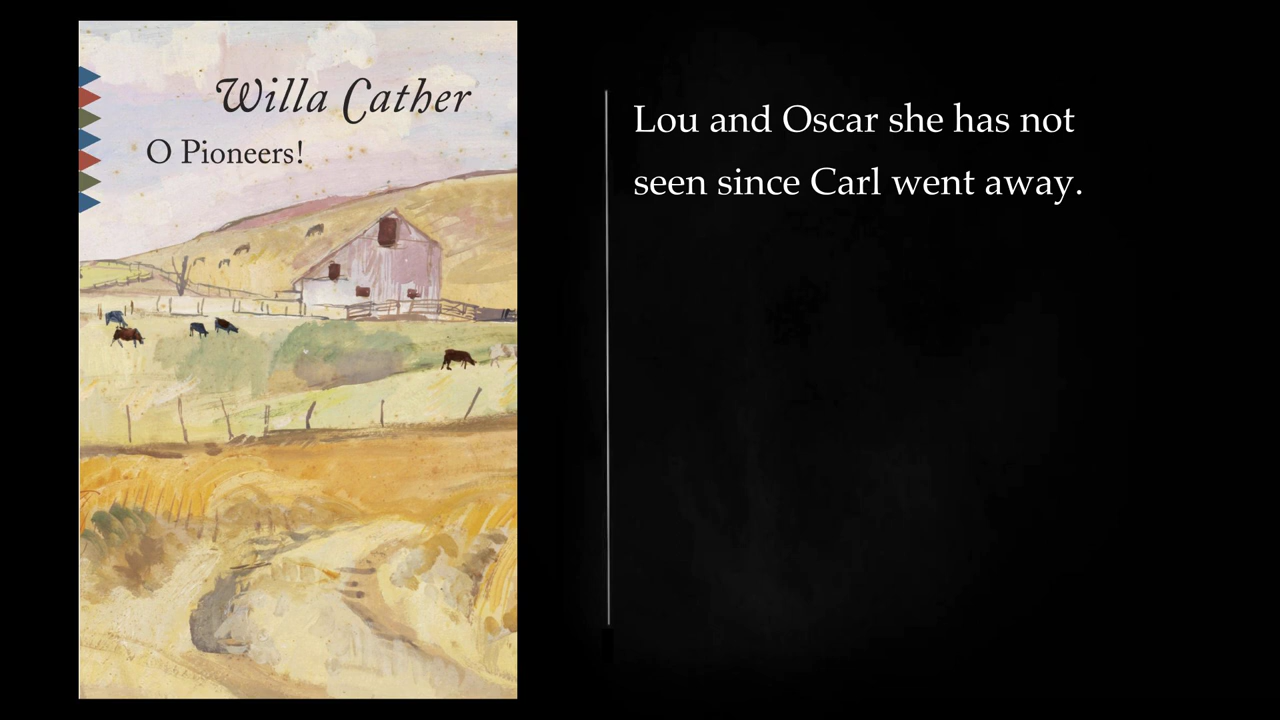 Willa Cather
O Pioneers!
Lou and Oscar she has not
seen since Carl went away.